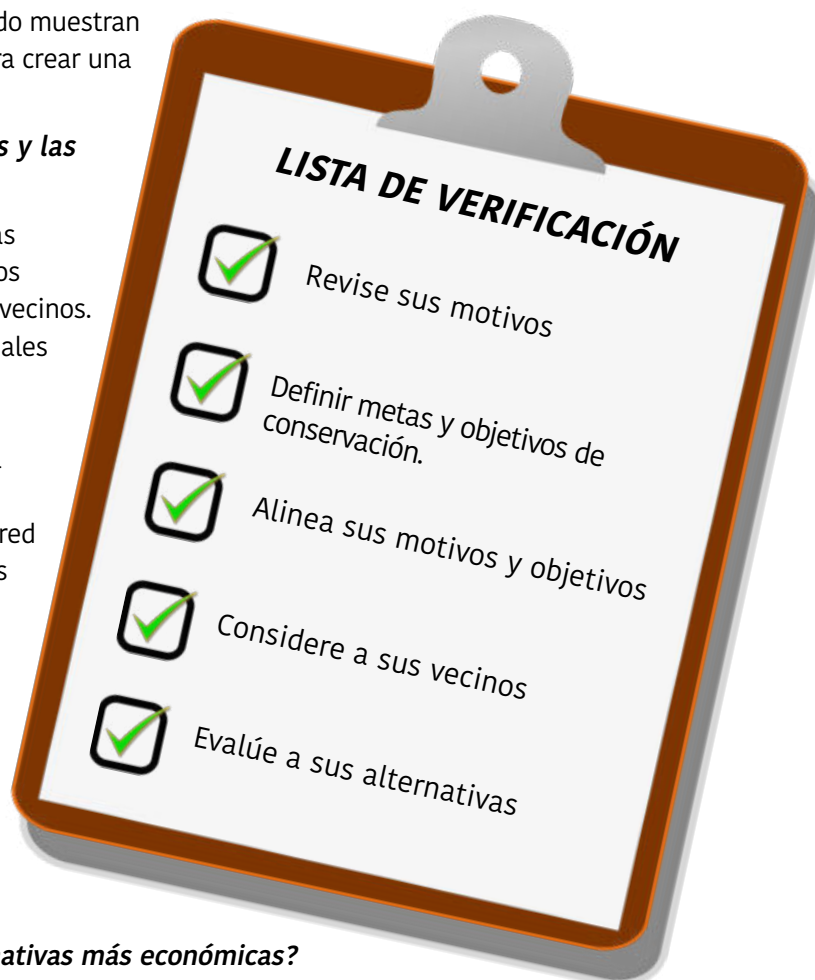 do muestran
ra crear una
s y las
as
os
vecinos.
ales
red
s
LISTA DE VERIFICACIÓN
Revise sus motivos
Definir metas y objetivos de
conservación.
Alinea sus motivos y objetivos
Considere a sus vecinos
Evalúe a sus alternativas
ativas más económicas?